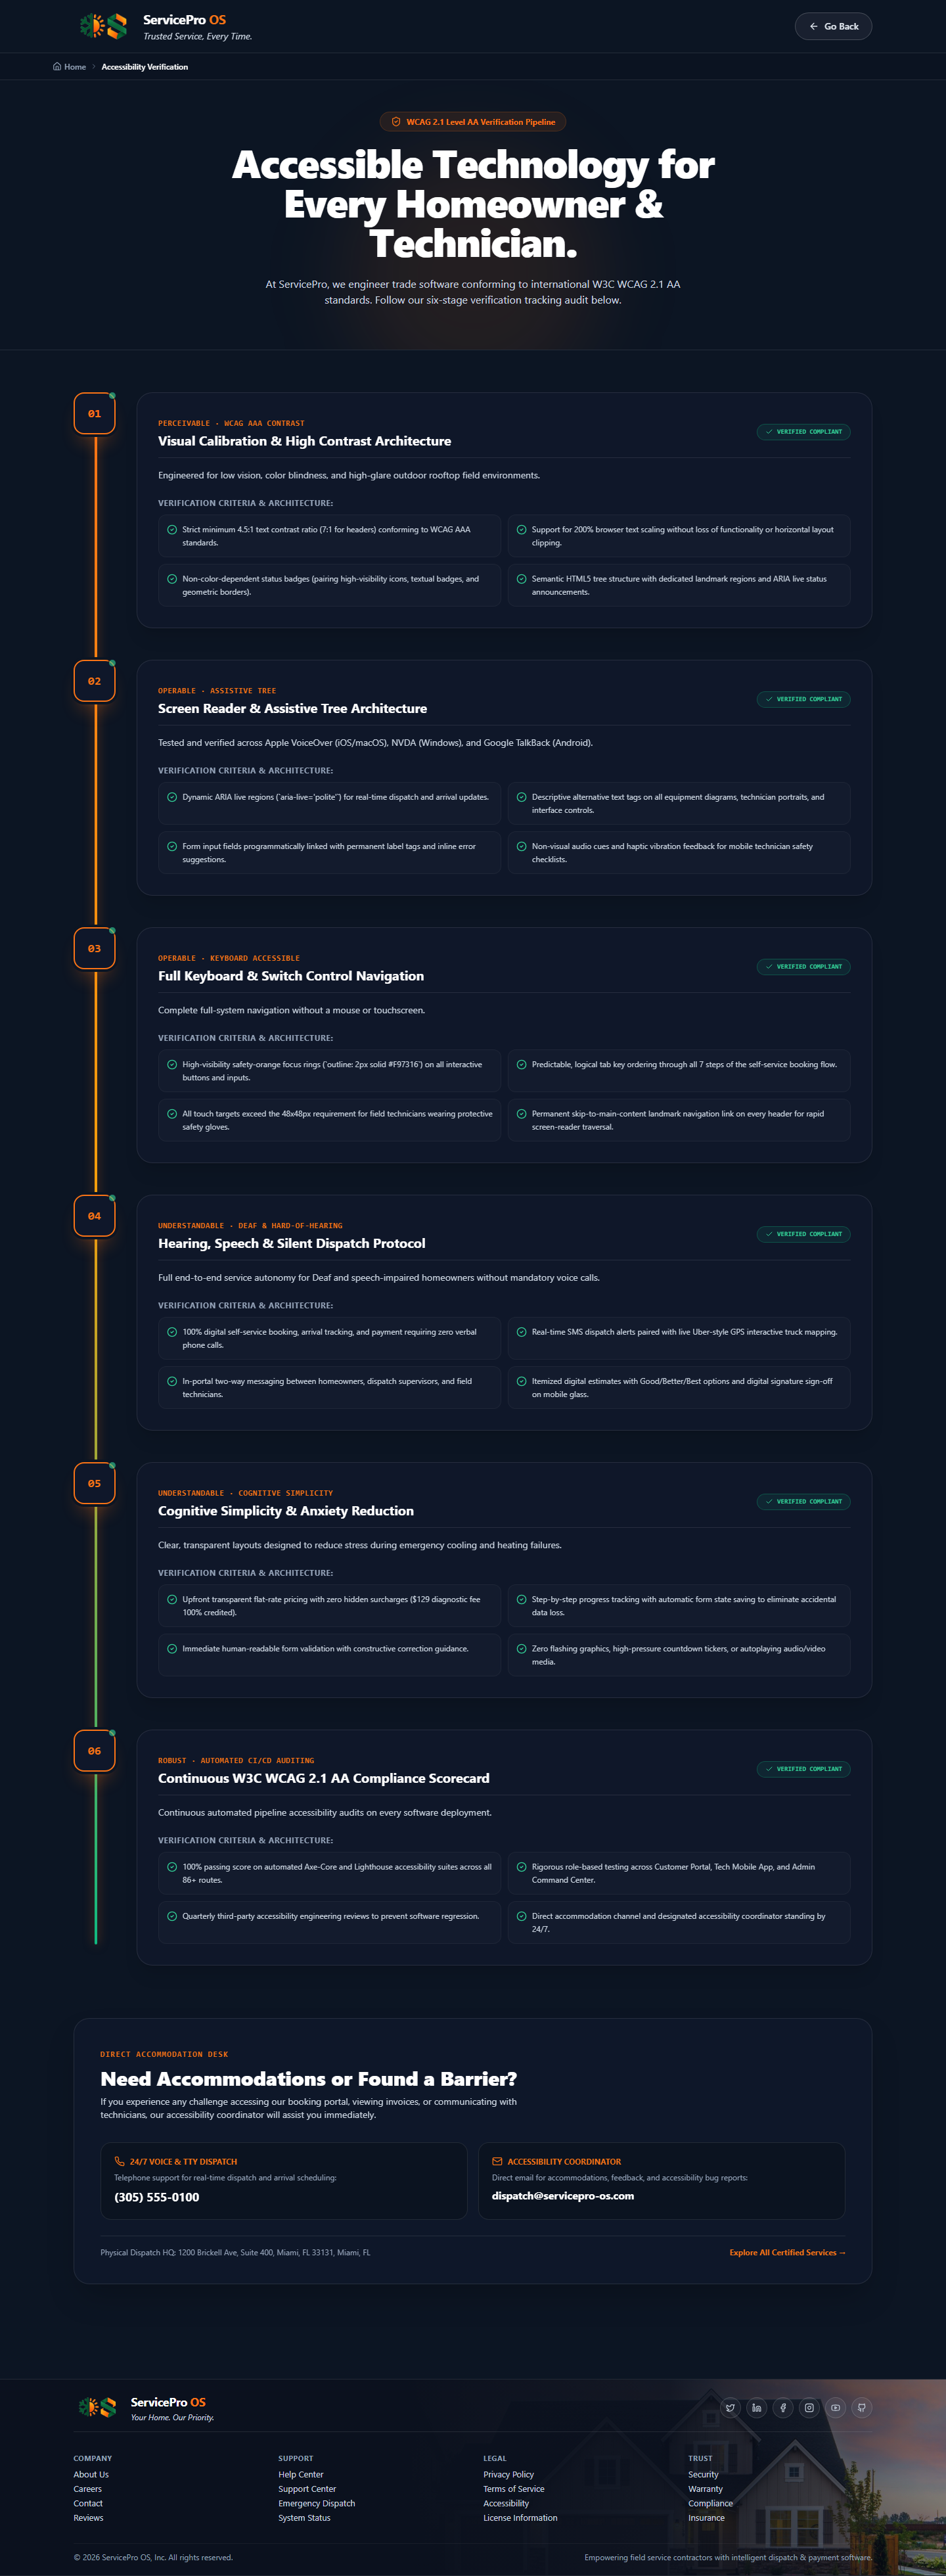 ServicePro OS
Trusted Service, Every Time.
Go Back
Home
Accessibility Verification
WCAG 2.1 Level AA Verification Pipeline
Accessible Technology for
Every Homeowner &
Technician.
At ServicePro, we engineer trade software conforming to international W3C WCAG 2.1 AA
standards. Follow our six-stage verification tracking audit below.
01
PERCEIVABLE · WCAG AAA CONTRAST
Visual Calibration & High Contrast Architecture
VERIFIED COMPLIANT
Engineered for low vision, color blindness, and high-glare outdoor rooftop field environments.
VERIFICATION CRITERIA & ARCHITECTURE:
Strict minimum 4.5:1 text contrast ratio (7:1 for headers) conforming to WCAG AAA
standards.
Support for 200% browser text scaling without loss of functionality or horizontal layout
clipping.
Non-color-dependent status badges (pairing high-visibility icons, textual badges, and
geometric borders).
Semantic HTML5 tree structure with dedicated landmark regions and ARIA live status
announcements.
02
OPERABLE · ASSISTIVE TREE
Screen Reader & Assistive Tree Architecture
VERIFIED COMPLIANT
Tested and verified across Apple VoiceOver (iOS/macOS), NVDA (Windows), and Google TalkBack (Android).
VERIFICATION CRITERIA & ARCHITECTURE:
Dynamic ARIA live regions (`aria-live='polite'`) for real-time dispatch and arrival updates.
Descriptive alternative text tags on all equipment diagrams, technician portraits, and
interface controls.
Form input fields programmatically linked with permanent label tags and inline error
suggestions.
Non-visual audio cues and haptic vibration feedback for mobile technician safety
checklists.
03
OPERABLE · KEYBOARD ACCESSIBLE
Full Keyboard & Switch Control Navigation
VERIFIED COMPLIANT
Complete full-system navigation without a mouse or touchscreen.
VERIFICATION CRITERIA & ARCHITECTURE:
High-visibility safety-orange focus rings (`outline: 2px solid #F97316`) on all interactive
buttons and inputs.
Predictable, logical tab key ordering through all 7 steps of the self-service booking flow.
All touch targets exceed the 48x48px requirement for field technicians wearing protective
safety gloves.
Permanent skip-to-main-content landmark navigation link on every header for rapid
screen-reader traversal.
04
UNDERSTANDABLE · DEAF & HARD-OF-HEARING
Hearing, Speech & Silent Dispatch Protocol
VERIFIED COMPLIANT
Full end-to-end service autonomy for Deaf and speech-impaired homeowners without mandatory voice calls.
VERIFICATION CRITERIA & ARCHITECTURE:
100% digital self-service booking, arrival tracking, and payment requiring zero verbal
phone calls.
Real-time SMS dispatch alerts paired with live Uber-style GPS interactive truck mapping.
In-portal two-way messaging between homeowners, dispatch supervisors, and field
technicians.
Itemized digital estimates with Good/Better/Best options and digital signature sign-off
on mobile glass.
05
UNDERSTANDABLE · COGNITIVE SIMPLICITY
Cognitive Simplicity & Anxiety Reduction
VERIFIED COMPLIANT
Clear, transparent layouts designed to reduce stress during emergency cooling and heating failures.
VERIFICATION CRITERIA & ARCHITECTURE:
Upfront transparent flat-rate pricing with zero hidden surcharges ($129 diagnostic fee
100% credited).
Step-by-step progress tracking with automatic form state saving to eliminate accidental
data loss.
Immediate human-readable form validation with constructive correction guidance.
Zero flashing graphics, high-pressure countdown tickers, or autoplaying audio/video
media.
06
ROBUST · AUTOMATED CI/CD AUDITING
Continuous W3C WCAG 2.1 AA Compliance Scorecard
VERIFIED COMPLIANT
Continuous automated pipeline accessibility audits on every software deployment.
VERIFICATION CRITERIA & ARCHITECTURE:
100% passing score on automated Axe-Core and Lighthouse accessibility suites across all
86+ routes.
Rigorous role-based testing across Customer Portal, Tech Mobile App, and Admin
Command Center.
Quarterly third-party accessibility engineering reviews to prevent software regression.
Direct accommodation channel and designated accessibility coordinator standing by
24/7.
DIRECT ACCOMMODATION DESK
Need Accommodations or Found a Barrier?
If you experience any challenge accessing our booking portal, viewing invoices, or communicating with
technicians, our accessibility coordinator will assist you immediately.
24/7 VOICE & TTY DISPATCH
Telephone support for real-time dispatch and arrival scheduling:
(305) 555-0100
ACCESSIBILITY COORDINATOR
Direct email for accommodations, feedback, and accessibility bug reports:
dispatch@servicepro-os.com
Physical Dispatch HQ: 1200 Brickell Ave, Suite 400, Miami, FL 33131, Miami, FL
Explore All Certified Services →
ServicePro OS
Your Home. Our Priority.
COMPANY
About Us
Careers
Contact
Reviews
SUPPORT
Help Center
Support Center
Emergency Dispatch
System Status
LEGAL
Privacy Policy
Terms of Service
Accessibility
License Information
TRUST
Security
Warranty
Compliance
Insurance
© 2026 ServicePro OS, Inc. All rights reserved.
Empowering field service contractors with intelligent dispatch & payment software.